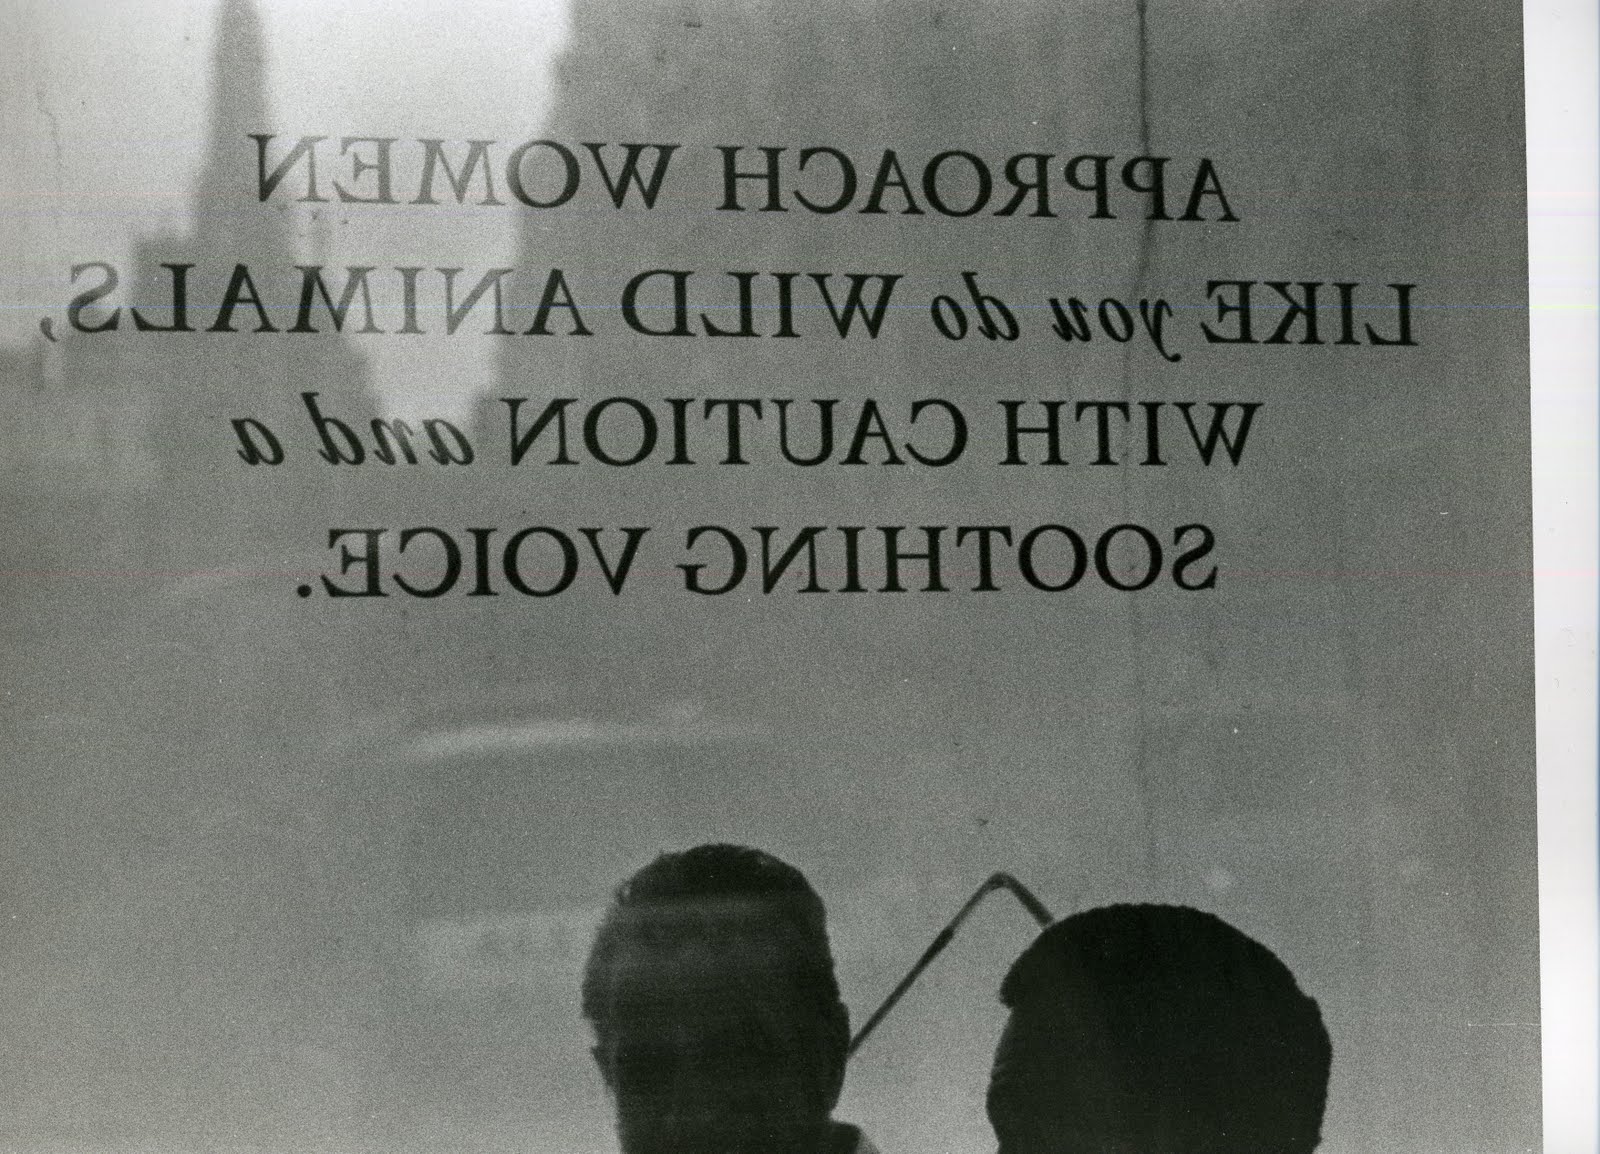 APPROACH WOMEN
LIKE you do WILD ANIMALS,
WITH CAUTION and a
SOOTHING VOICE.